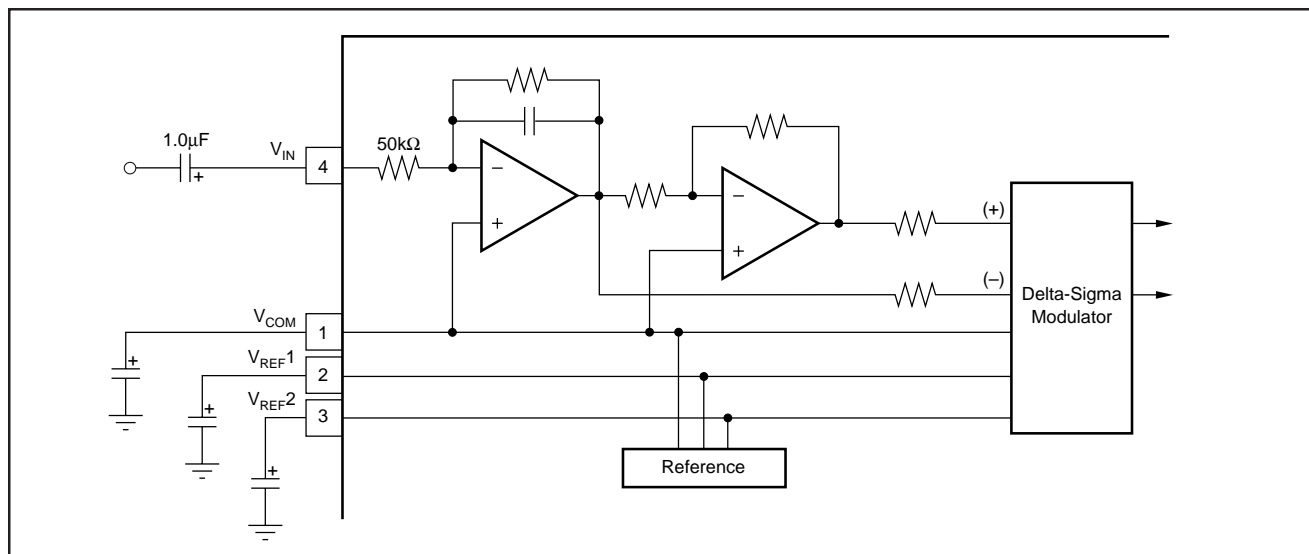 1.0μF
V_IN
4
50kΩ
−
+
−
+
(+)
(−)
Delta-Sigma
Modulator
V_COM
1
V_REF1
2
V_REF2
3
+
+
+
+
Reference